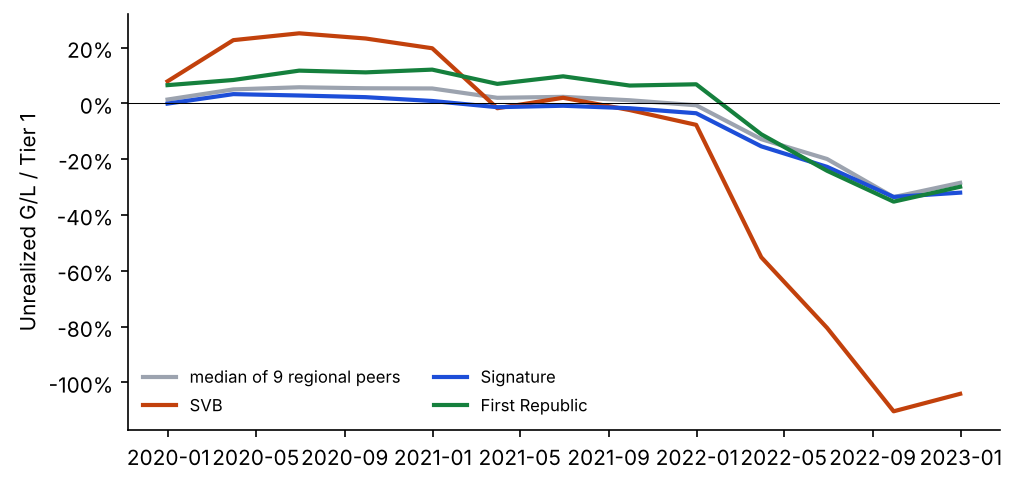 Unrealized G/L / Tier 1
20%
0%
-20%
-40%
-60%
-80%
-100%
median of 9 regional peers
SVB
Signature
First Republic
2020-01 2020-05 2020-09 2021-01 2021-05 2021-09 2022-01 2022-05 2022-09 2023-01